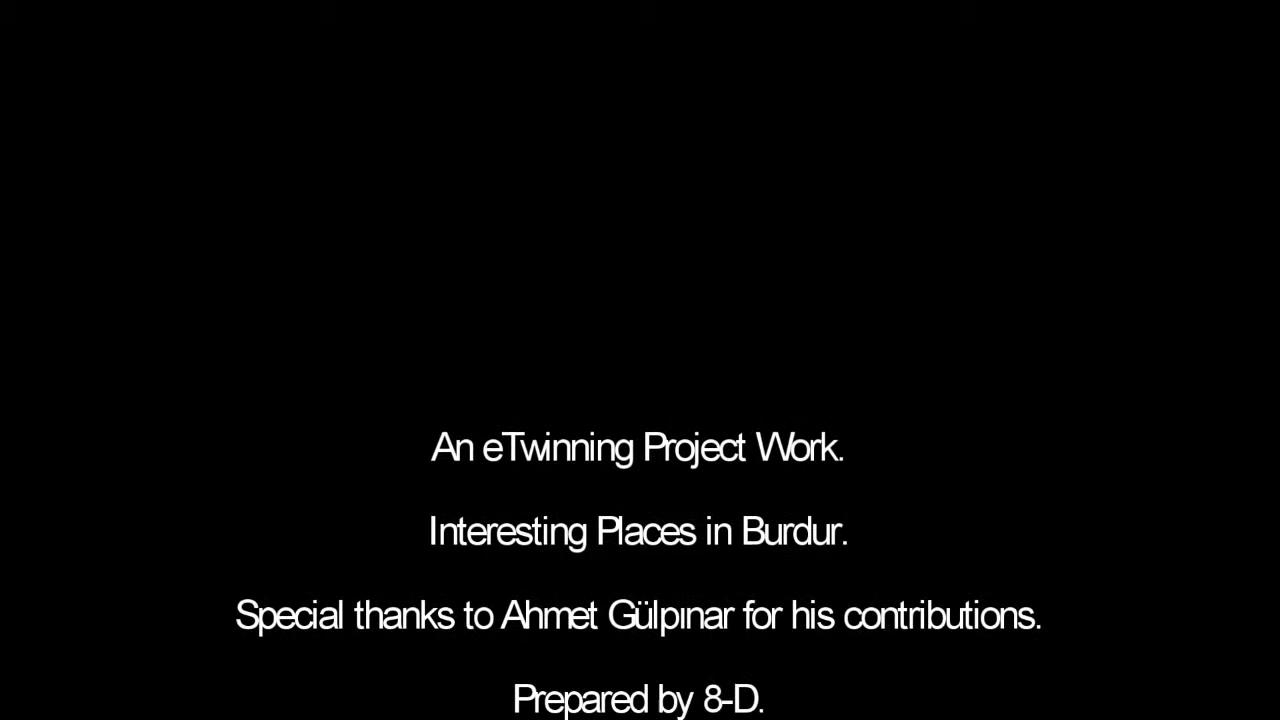 An eTwinning Project Work.
Interesting Places in Burdur.
Special thanks to Ahmet Gülpınar for his contributions.
Prepared by 8-D.